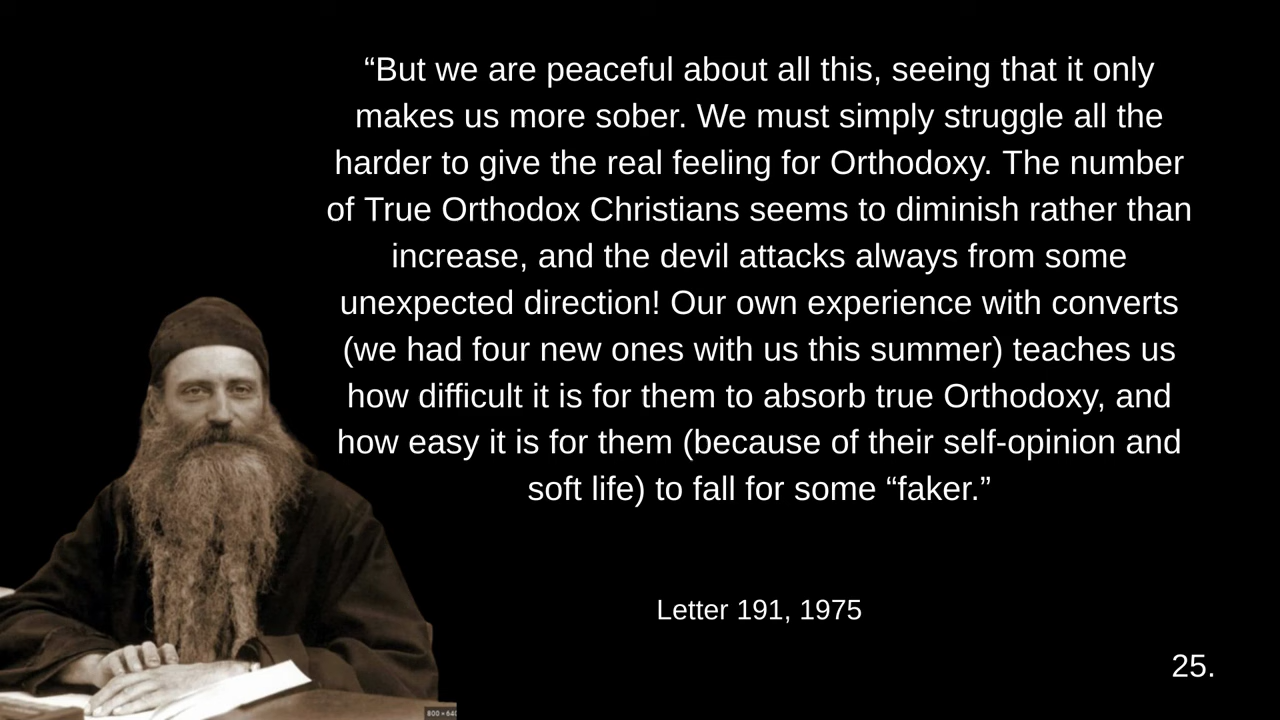 “But we are peaceful about all this, seeing that it only
makes us more sober. We must simply struggle all the
harder to give the real feeling for Orthodoxy. The number
of True Orthodox Christians seems to diminish rather than
increase, and the devil attacks always from some
unexpected direction! Our own experience with converts
(we had four new ones with us this summer) teaches us
how difficult it is for them to absorb true Orthodoxy, and
how easy it is for them (because of their self-opinion and
soft life) to fall for some “faker.”
Letter 191, 1975
25.
800 × 640